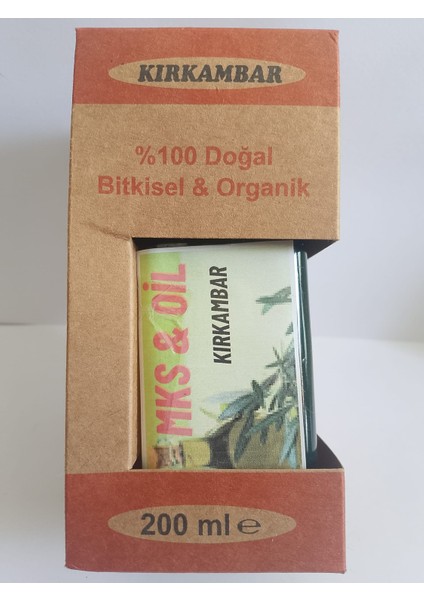 KIRKAMBAR
%100 Doğal
Bitkisel & Organik
MKS & OİL
KIRKAMBAR
200 ml ℮